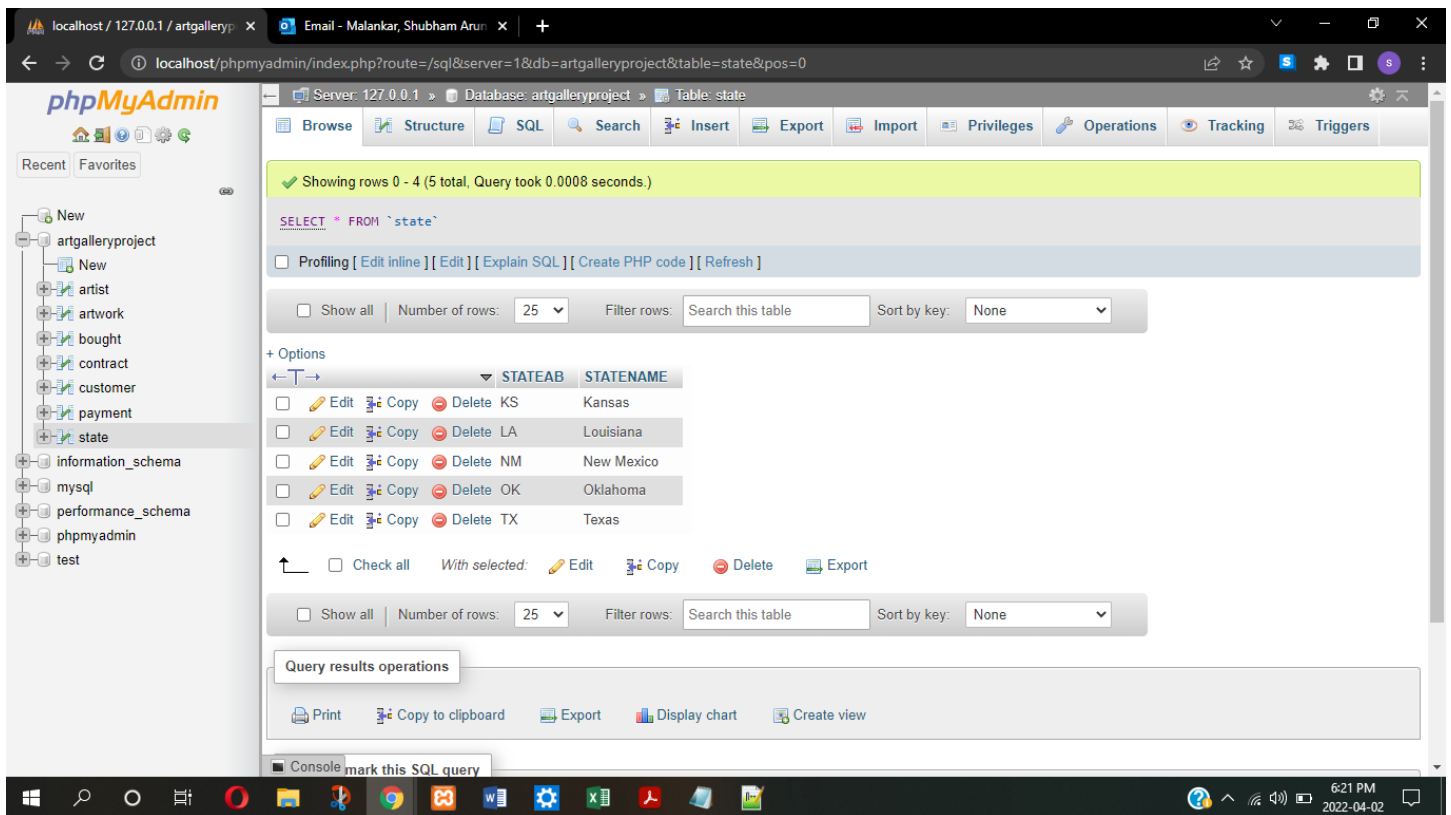 localhost / 127.0.0.1 / artgalleryp
Email - Malankar, Shubham Arun
localhost/phpmyadmin/index.php?route=/sql&server=1&db=artgalleryproject&table=state&pos=0
S
s
phpMyAdmin
Recent Favorites
New
artgalleryproject
New
artist
artwork
bought
contract
customer
payment
state
information_schema
mysql
performance_schema
phpmyadmin
test
Server: 127.0.0.1 » Database: artgalleryproject » Table: state
Browse Structure SQL Search Insert Export Import Privileges Operations Tracking Triggers
Showing rows 0 - 4 (5 total, Query took 0.0008 seconds.)
SELECT * FROM `state`
Profiling [ Edit inline ] [ Edit ] [ Explain SQL ] [ Create PHP code ] [ Refresh ]
Show all | Number of rows: 25 Filter rows: Search this table Sort by key: None
+ Options
←T→ STATEAB STATENAME
Edit Copy Delete KS Kansas
Edit Copy Delete LA Louisiana
Edit Copy Delete NM New Mexico
Edit Copy Delete OK Oklahoma
Edit Copy Delete TX Texas
Check all With selected: Edit Copy Delete Export
Show all | Number of rows: 25 Filter rows: Search this table Sort by key: None
Query results operations
Print Copy to clipboard Export Display chart Create view
Console mark this SQL query
6:21 PM
2022-04-02